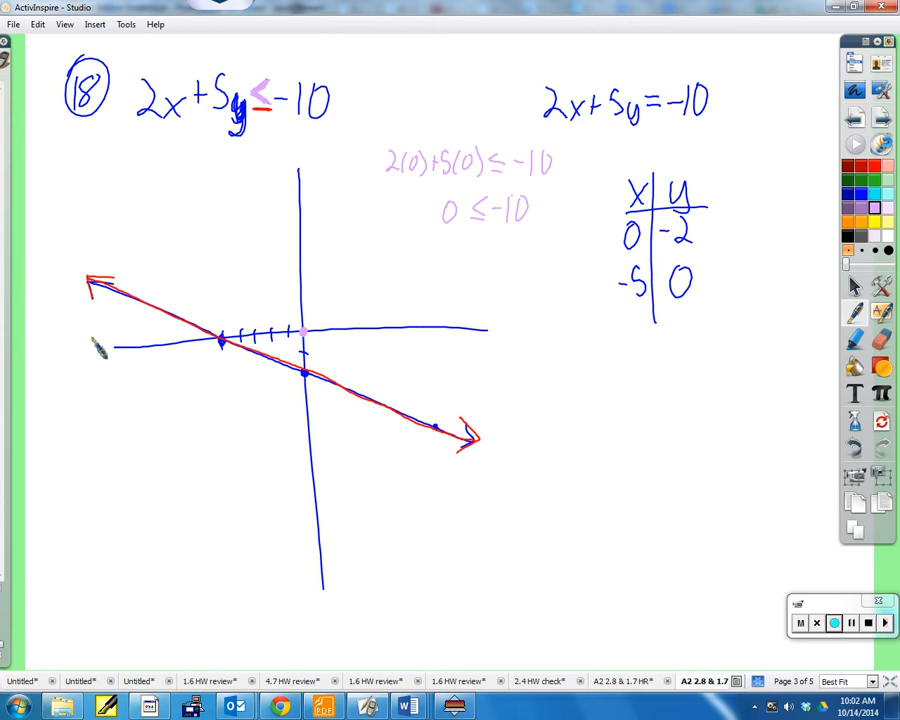 ActivInspire - Studio
File Edit View Insert Tools Help
18 2x+5y ≤ -10
2x+5y=-10
2(0)+5(0) ≤ -10
0 ≤ -10
x y
0 -2
-5 0
T π
M
Untitled* Untitled* Untitled* 1.6 HW review* 4.7 HW review* 1.6 HW review* 1.6 HW review* 2.4 HW check* A2 2.8 & 1.7 HR* A2 2.8 & 1.7 Page 3 of 5 Best Fit
10:02 AM
10/14/2014